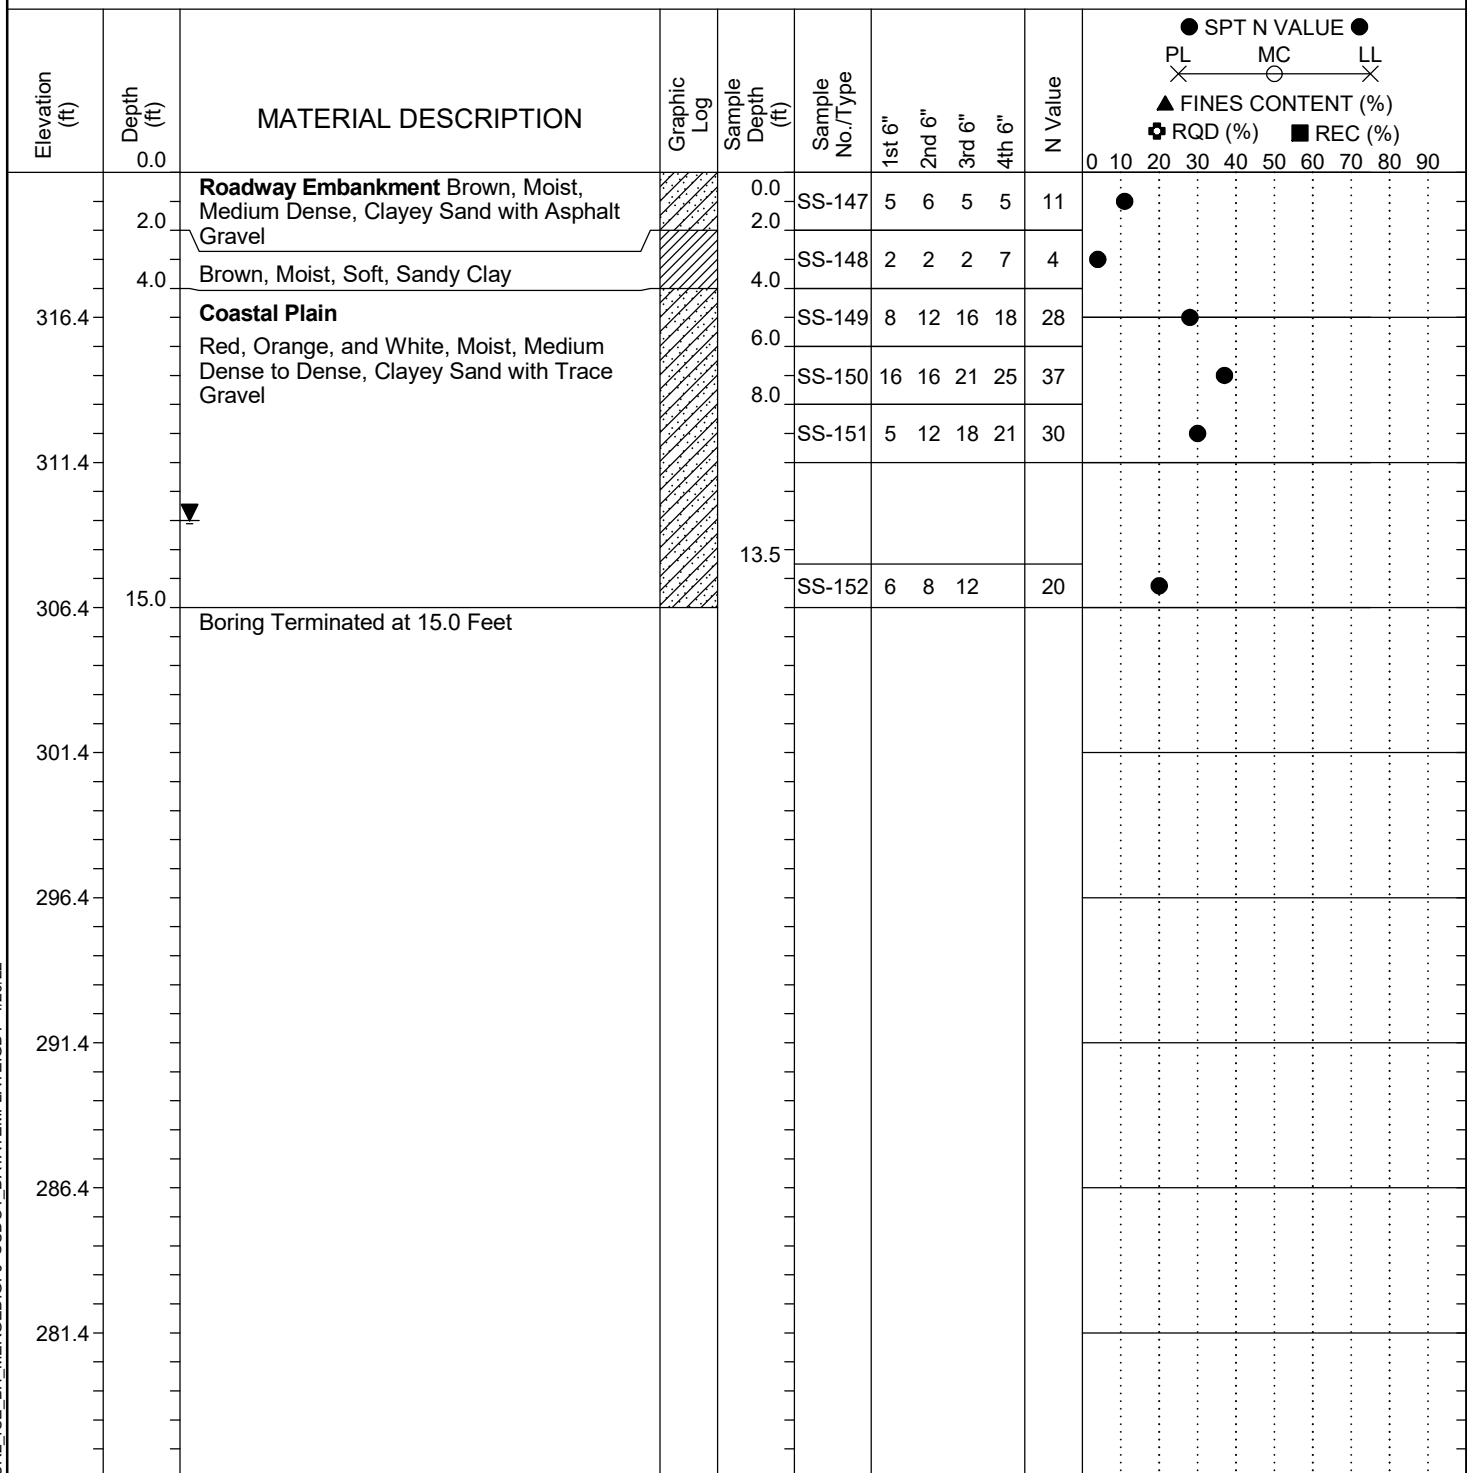 ● SPT N VALUE ●
PL MC LL
▲ FINES CONTENT (%)
RQD (%) ■ REC (%)
0 10 20 30 40 50 60 70 80 90
Elevation (ft)
Depth (ft)
0.0
MATERIAL DESCRIPTION
Graphic Log
Sample Depth (ft)
Sample No./Type
1st 6"
2nd 6"
3rd 6"
4th 6"
N Value
Roadway Embankment Brown, Moist,
Medium Dense, Clayey Sand with Asphalt
Gravel
0.0
SS-147 5 6 5 5 11
2.0
2.0
Brown, Moist, Soft, Sandy Clay
SS-148 2 2 2 7 4
4.0
4.0
Coastal Plain
316.4
SS-149 8 12 16 18 28
6.0
Red, Orange, and White, Moist, Medium
Dense to Dense, Clayey Sand with Trace
Gravel
SS-150 16 16 21 25 37
8.0
SS-151 5 12 18 21 30
311.4
13.5
SS-152 6 8 12 20
15.0
306.4
Boring Terminated at 15.0 Feet
301.4
296.4
291.4
286.4
281.4